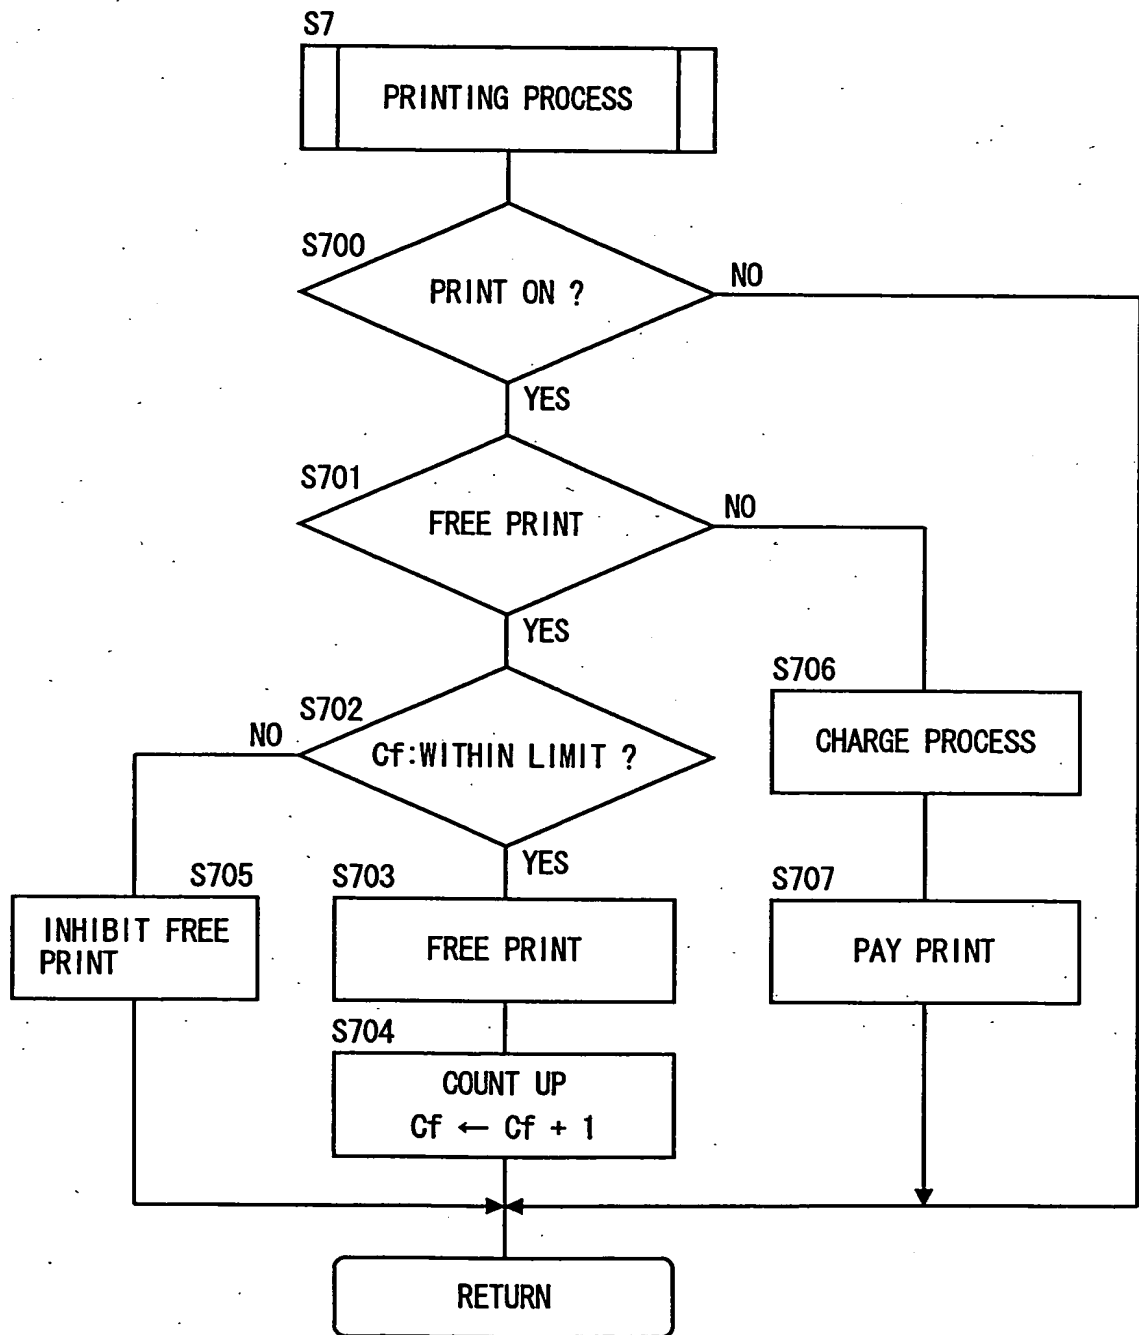 S7
PRINTING PROCESS
S700
PRINT ON ?
NO
YES
S701
FREE PRINT
NO
YES
S702
Cf:WITHIN LIMIT ?
NO
YES
S706
CHARGE PROCESS
S705
INHIBIT FREE
PRINT
S703
FREE PRINT
S707
PAY PRINT
S704
COUNT UP
Cf ← Cf + 1
RETURN